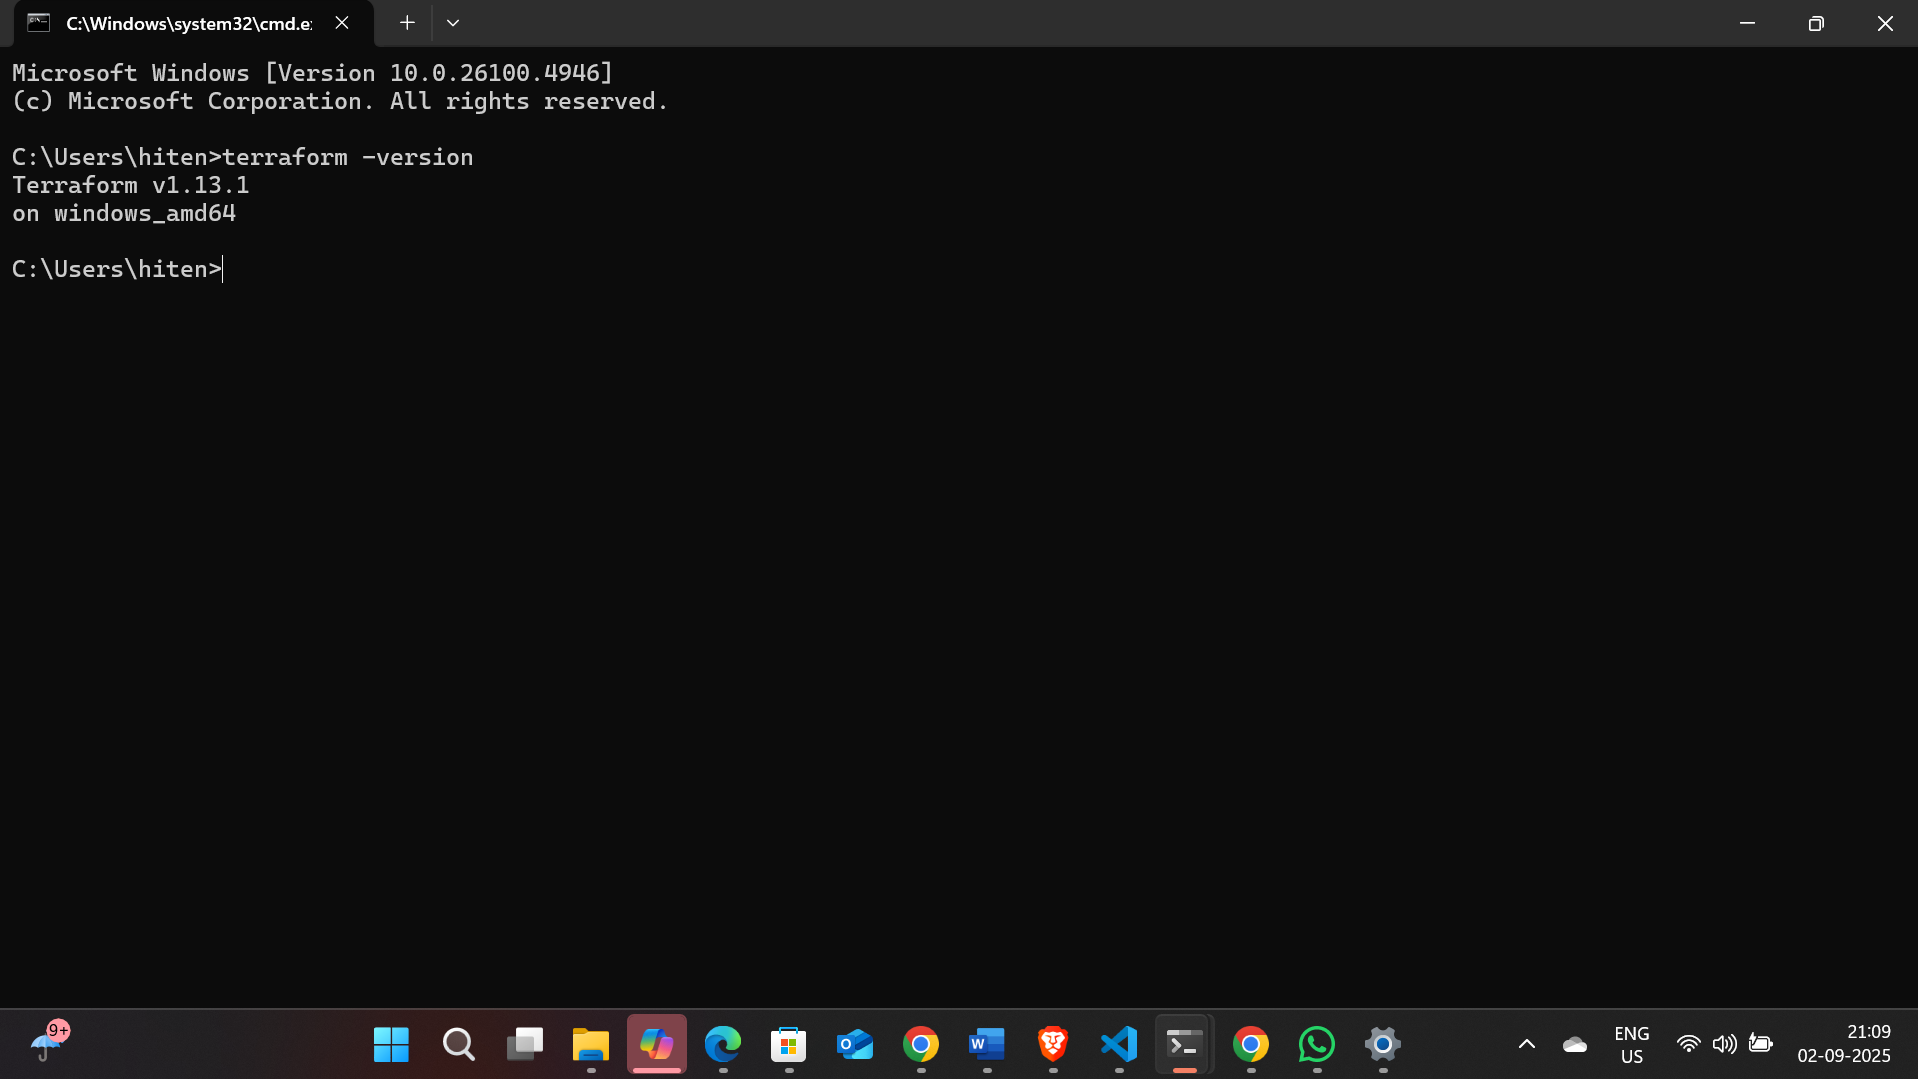 C:\Windows\system32\cmd.e
Microsoft Windows [Version 10.0.26100.4946]
(c) Microsoft Corporation. All rights reserved.
C:\Users\hiten>terraform -version
Terraform v1.13.1
on windows_amd64
C:\Users\hiten>
9+
ENG
US
21:09
02-09-2025